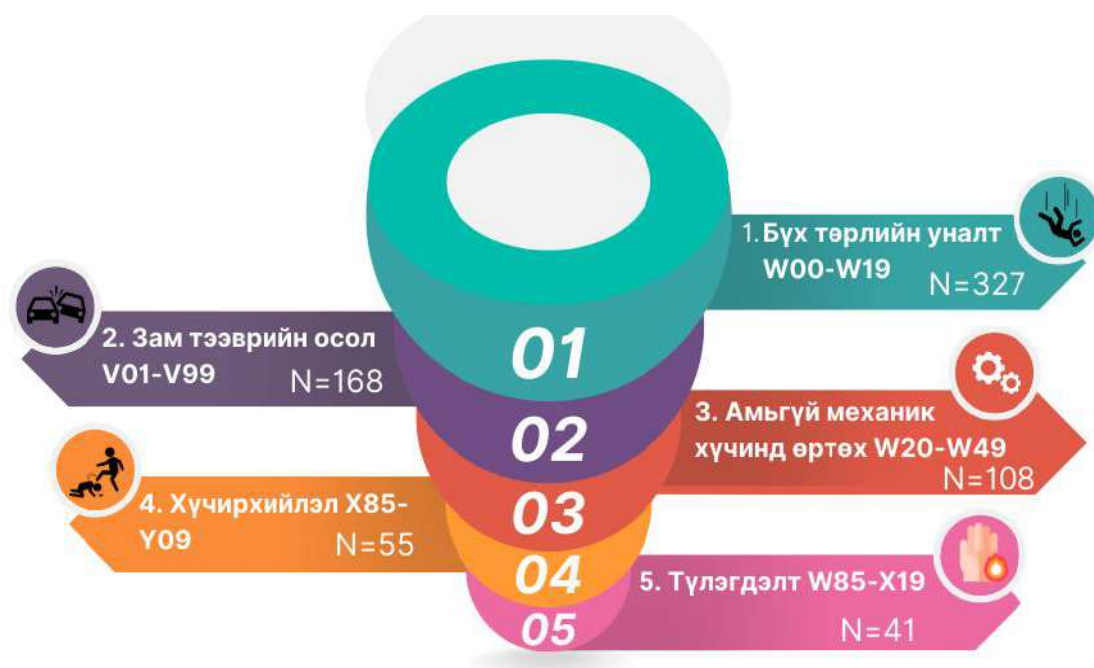 1. Бүх төрлийн уналт
W00-W19
N=327
2. Зам тээврийн осол
V01-V99
N=168
3. Амьгүй механик
хүчинд өртөх W20-W49
N=108
4. Хүчирхийлэл X85-
Y09
N=55
5. Түлэгдэлт W85-X19
N=41
01
02
03
04
05